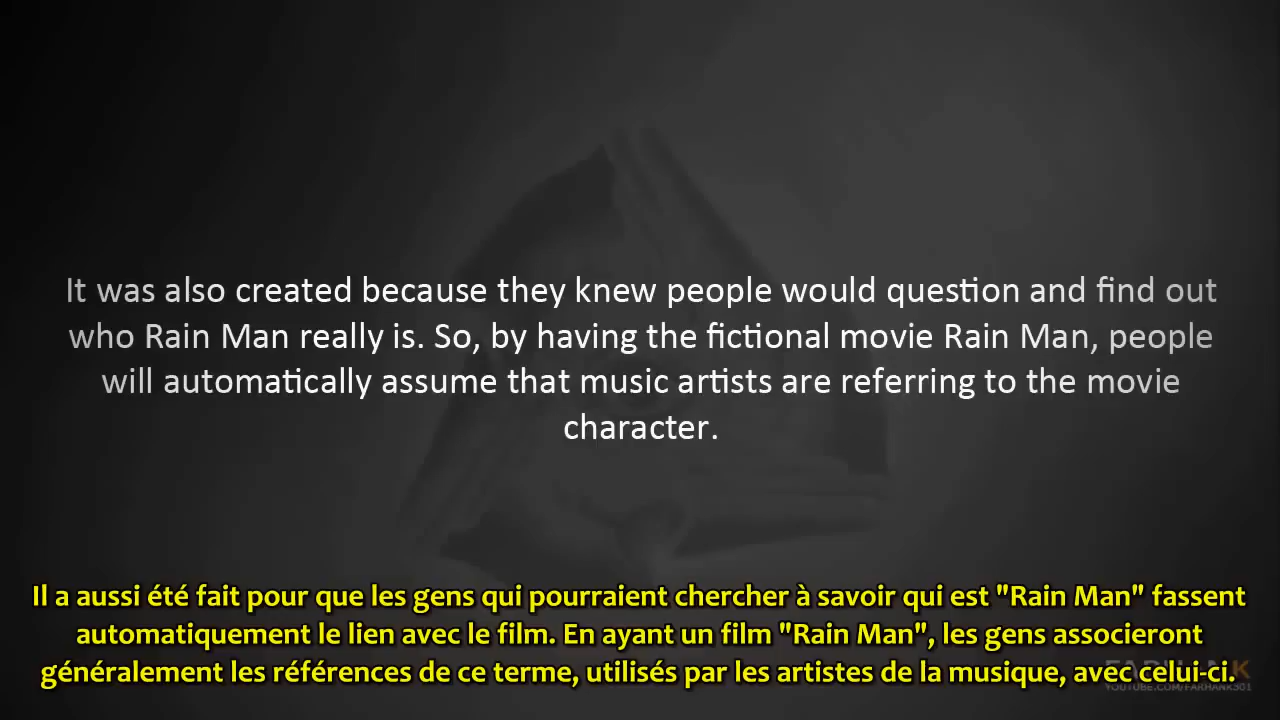 It was also created because they knew people would question and find out
who Rain Man really is. So, by having the fictional movie Rain Man, people
will automatically assume that music artists are referring to the movie
character.
Il a aussi été fait pour que les gens qui pourraient chercher à savoir qui est "Rain Man" fassent
automatiquement le lien avec le film. En ayant un film "Rain Man", les gens associeront
généralement les références de ce terme, utilisés par les artistes de la musique, avec celui-ci.
FARHANK
YOUTUBE.COM/FARHANKS01